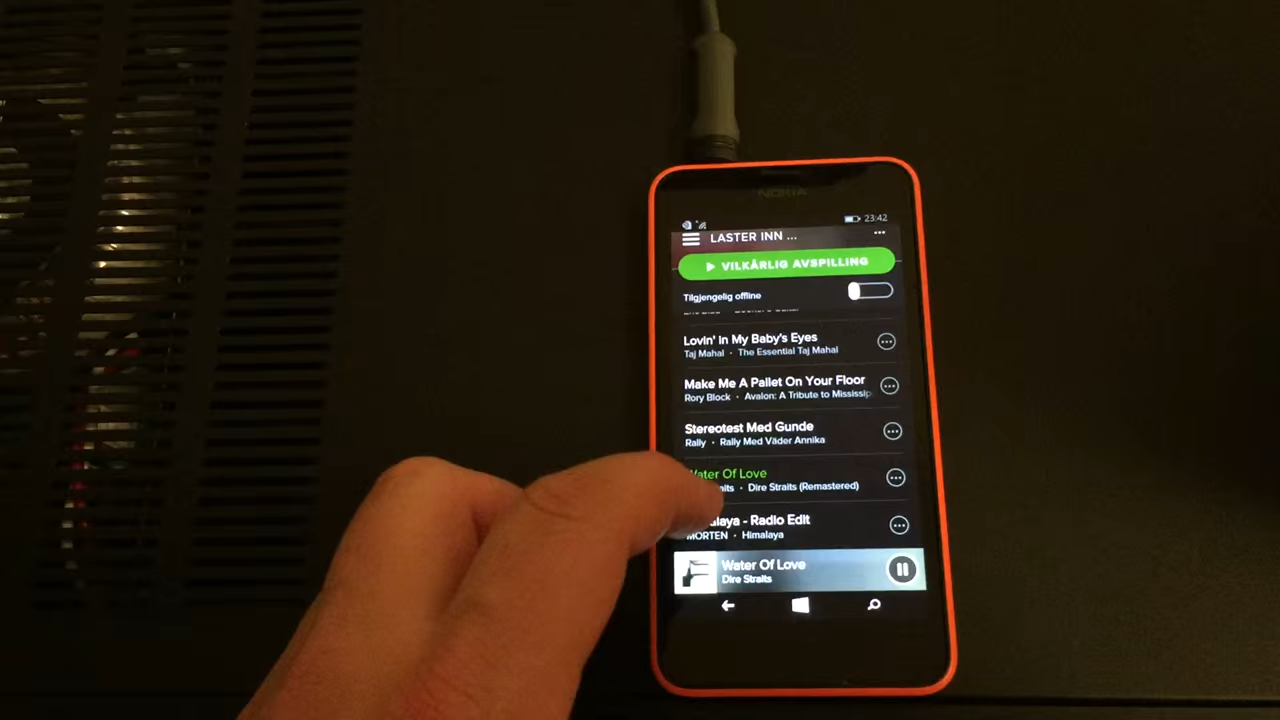 NOKIA
23:42
LASTER INN ...
VILKÅRLIG AVSPILLING
Tilgjengelig offline
Lovin' in My Baby's Eyes
Taj Mahal · The Essential Taj Mahal
Make Me A Pallet On Your Floor
Rory Block · Avalon: A Tribute to Mississip
Stereotest Med Gunde
Rally · Rally Med Väder Annika
Water Of Love
aits · Dire Straits (Remastered)
alaya - Radio Edit
MORTEN · Himalaya
Water Of Love
Dire Straits